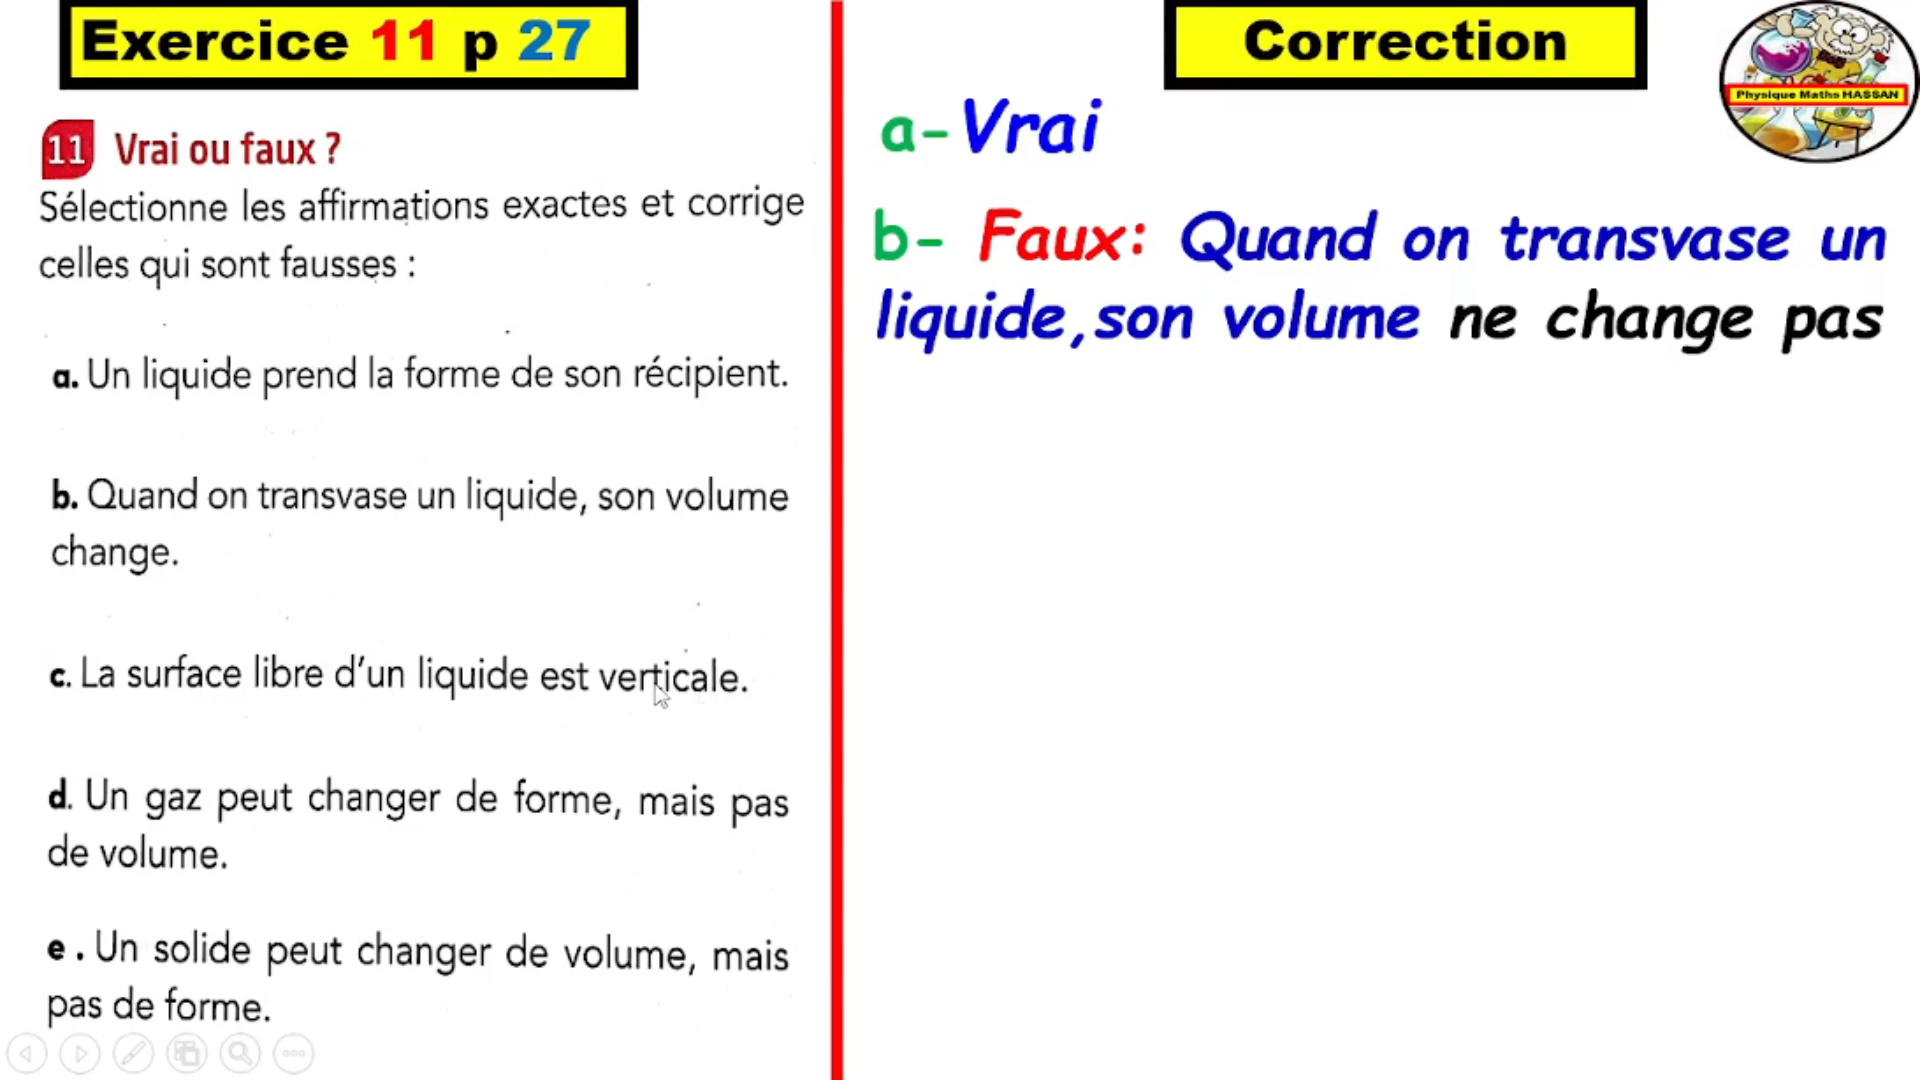 Exercice 11 p 27
11 Vrai ou faux ?
Sélectionne les affirmations exactes et corrige
celles qui sont fausses :
a. Un liquide prend la forme de son récipient.
b. Quand on transvase un liquide, son volume
change.
c. La surface libre d'un liquide est verticale.
d. Un gaz peut changer de forme, mais pas
de volume.
e . Un solide peut changer de volume, mais
pas de forme.
Correction
Physique Maths HASSAN
a-Vrai
b- Faux: Quand on transvase un
liquide,son volume ne change pas